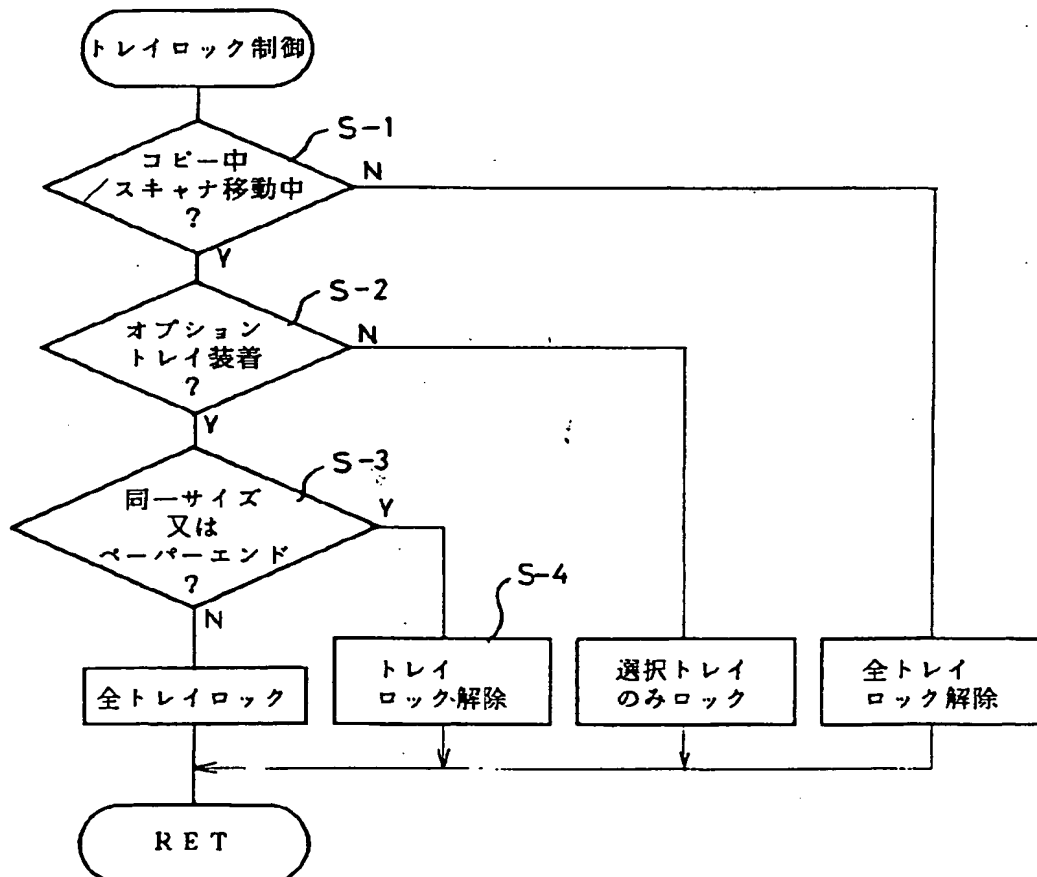 トレイロック制御
S-1
コピー中
スキャナ移動中
?
N
Y
S-2
オプション
トレイ装着
?
N
Y
S-3
同一サイズ
又は
ペーパーエンド
?
Y
N
S-4
全トレイロック
トレイ
ロック解除
選択トレイ
のみロック
全トレイ
ロック解除
RET